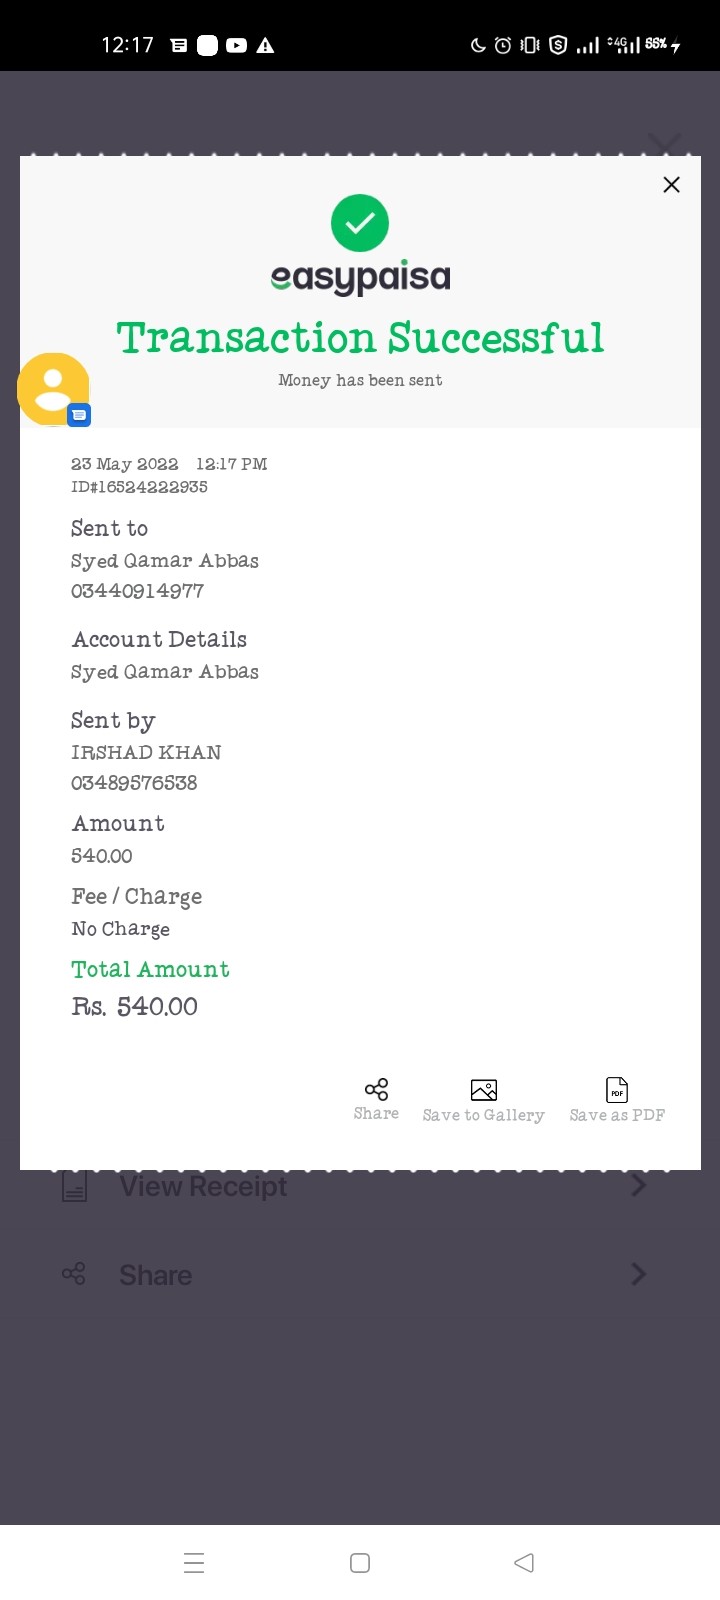 12:17
4G
56%
easypaisa
Transaction Successful
Money has been sent
23 May 2022 12:17 PM
ID#16524222935
Sent to
Syed Qamar Abbas
03440914977
Account Details
Syed Qamar Abbas
Sent by
IRSHAD KHAN
03489576538
Amount
540.00
Fee / Charge
No Charge
Total Amount
Rs. 540.00
PDF
Share
Save to Gallery
Save as PDF
View Receipt
Share